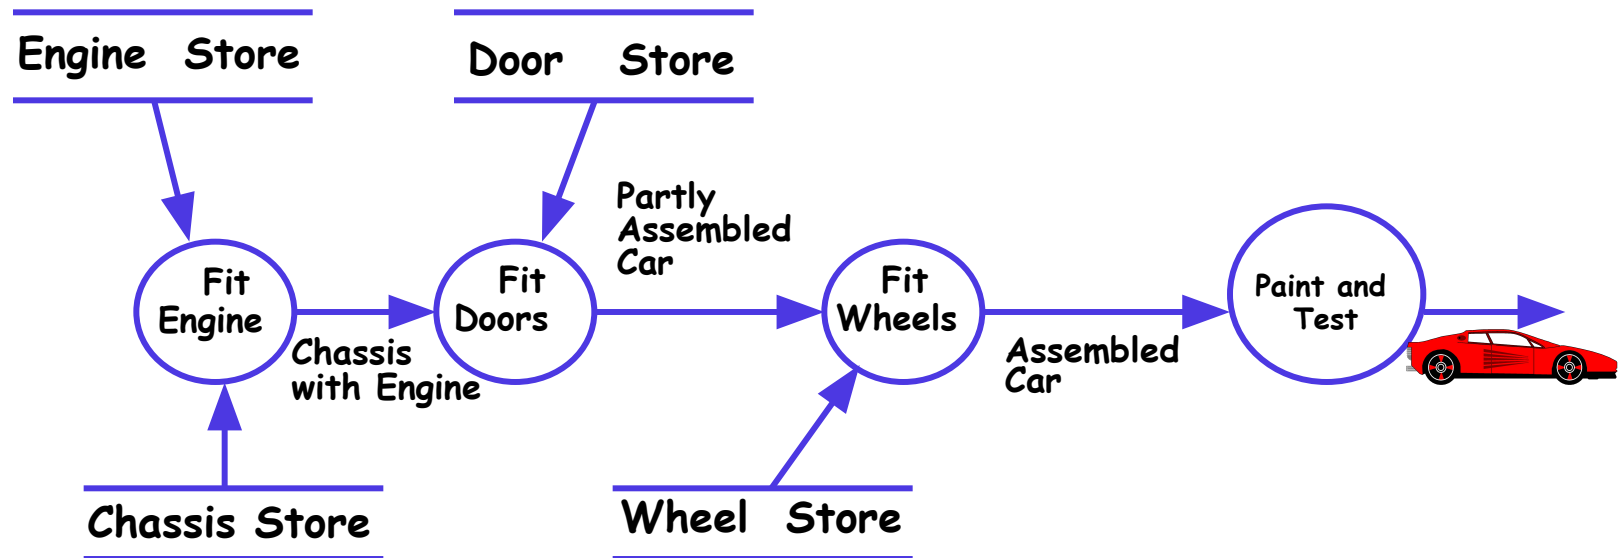 Engine Store
Door Store
Partly
Assembled
Car
Fit
Engine
Fit
Doors
Fit
Wheels
Paint and
Test
Chassis
with Engine
Assembled
Car
Chassis Store
Wheel Store